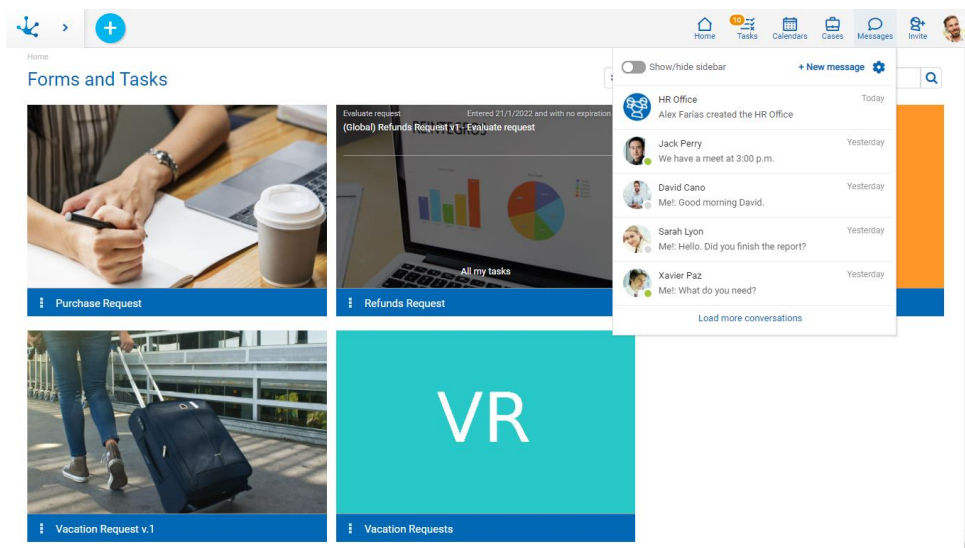 10
Home
Tasks
Calendars
Cases
Messages
Invite
Home
Forms and Tasks
Show/hide sidebar
+ New message
HR Office
Today
Alex Farías created the HR Office
Jack Perry
Yesterday
We have a meet at 3:00 p.m.
David Cano
Yesterday
Me!: Good morning David.
Sarah Lyon
Yesterday
Me!: Hello. Did you finish the report?
Xavier Paz
Yesterday
Me!: What do you need?
Load more conversations
Evaluate request
Entered 21/1/2022 and with no expiration
(Global) Refunds Request v1 - Evaluate request
REINTEGROS
All my tasks
Purchase Request
Refunds Request
VR
Vacation Request v.1
Vacation Requests